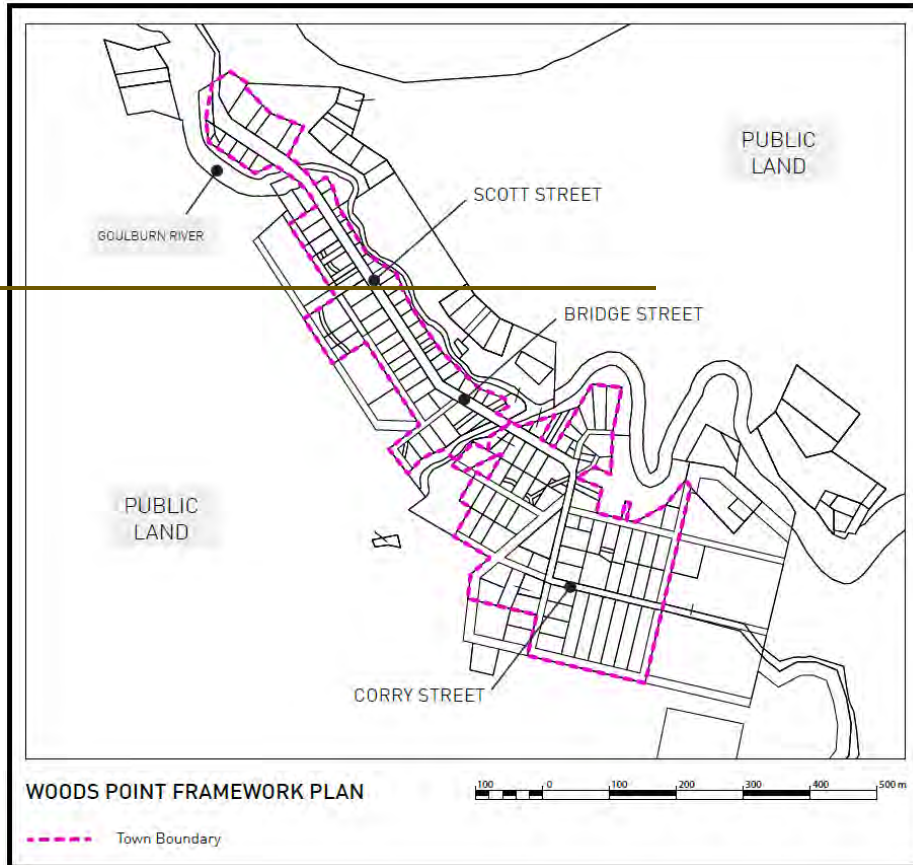 PUBLIC
LAND
SCOTT STREET
GOULBURN RIVER
BRIDGE STREET
PUBLIC
LAND
CORRY STREET
WOODS POINT FRAMEWORK PLAN
100 0 100 200 300 400 500 m
Town Boundary